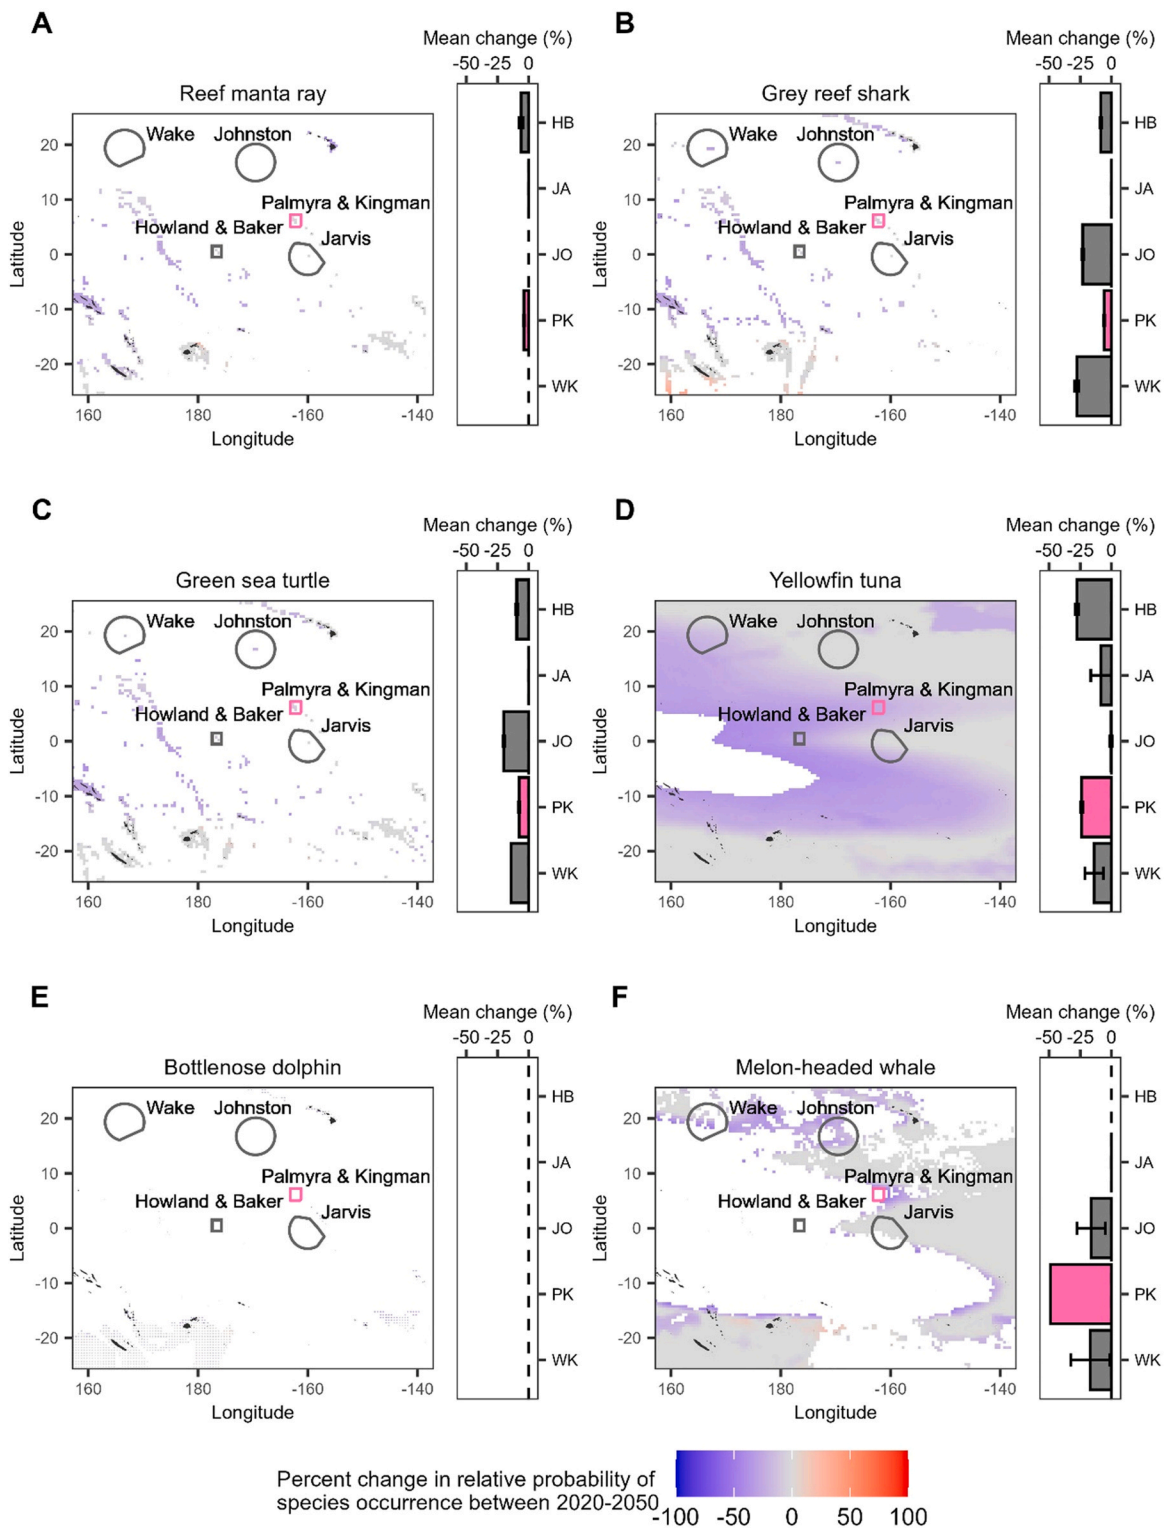 A
Mean change (%)
-50 -25 0
Reef manta ray
Wake
Johnston
Palmyra & Kingman
Howland & Baker
Jarvis
Latitude
20
10
0
-10
-20
160 180 -160 -140
Longitude
HB
JA
JO
PK
WK
B
Mean change (%)
-50 -25 0
Grey reef shark
Wake
Johnston
Palmyra & Kingman
Howland & Baker
Jarvis
Latitude
20
10
0
-10
-20
160 180 -160 -140
Longitude
HB
JA
JO
PK
WK
C
Mean change (%)
-50 -25 0
Green sea turtle
Wake
Johnston
Palmyra & Kingman
Howland & Baker
Jarvis
Latitude
20
10
0
-10
-20
160 180 -160 -140
Longitude
HB
JA
JO
PK
WK
D
Mean change (%)
-50 -25 0
Yellowfin tuna
Wake
Johnston
Palmyra & Kingman
Howland & Baker
Jarvis
Latitude
20
10
0
-10
-20
160 180 -160 -140
Longitude
HB
JA
JO
PK
WK
E
Mean change (%)
-50 -25 0
Bottlenose dolphin
Wake
Johnston
Palmyra & Kingman
Howland & Baker
Jarvis
Latitude
20
10
0
-10
-20
160 180 -160 -140
Longitude
HB
JA
JO
PK
WK
F
Mean change (%)
-50 -25 0
Melon-headed whale
Wake
Johnston
Palmyra & Kingman
Howland & Baker
Jarvis
Latitude
20
10
0
-10
-20
160 180 -160 -140
Longitude
HB
JA
JO
PK
WK
Percent change in relative probability of
species occurrence between 2020-2050
-100 -50 0 50 100